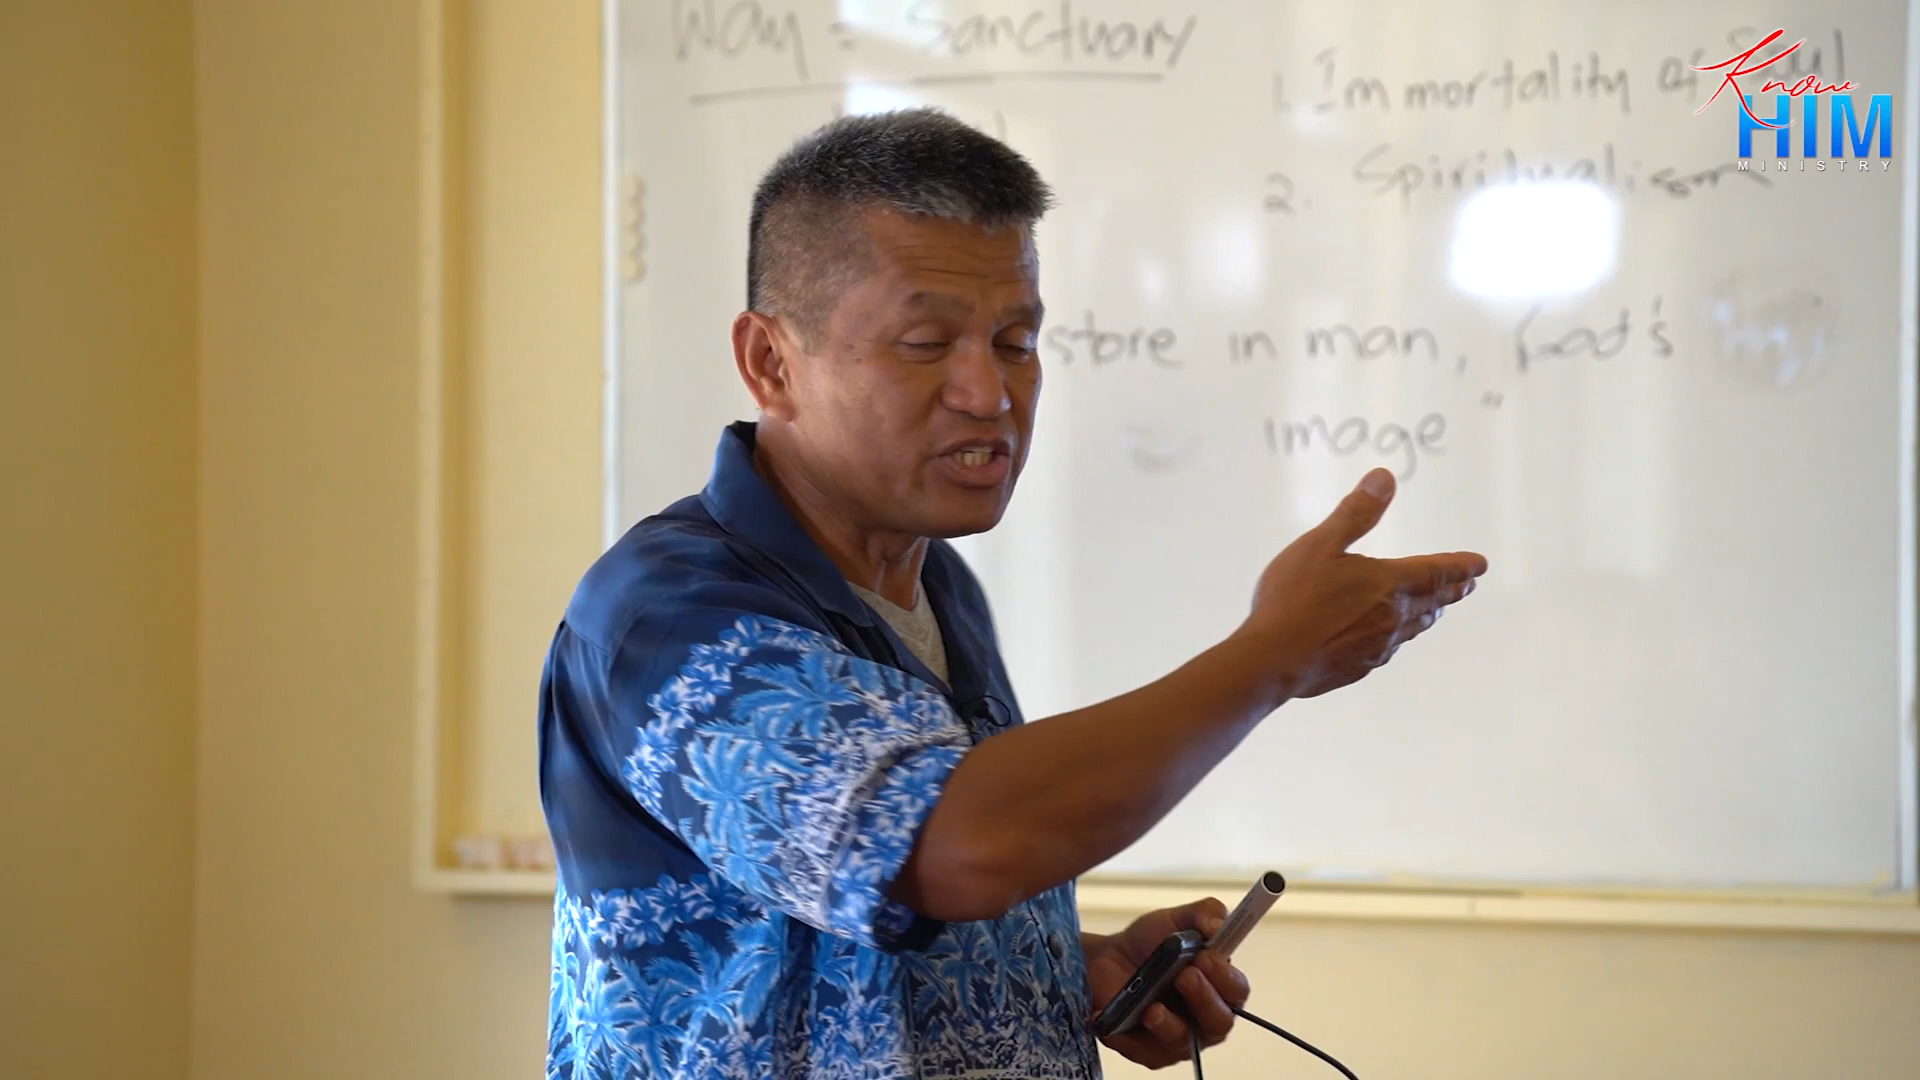 Way = Sanctuary
1. Immortality of Soul
2. Spiritualism
store in man, God's
image"
Know
HIM
MINISTRY